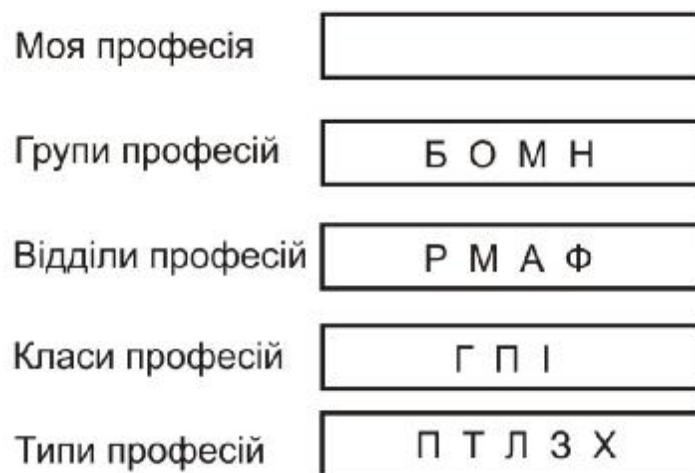 Моя професія
Групи професій Б О М Н
Відділи професій Р М А Ф
Класи професій Г П І
Типи професій П Т Л З Х